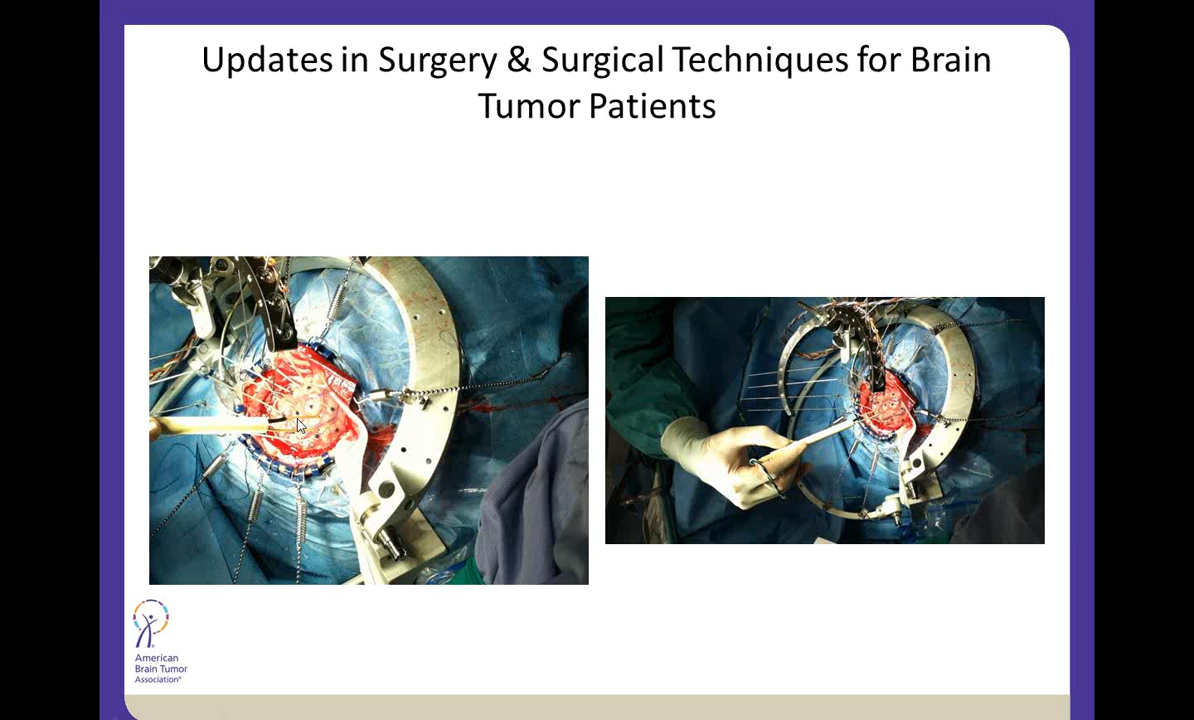 Updates in Surgery & Surgical Techniques for Brain
Tumor Patients
American
Brain Tumor
Association®